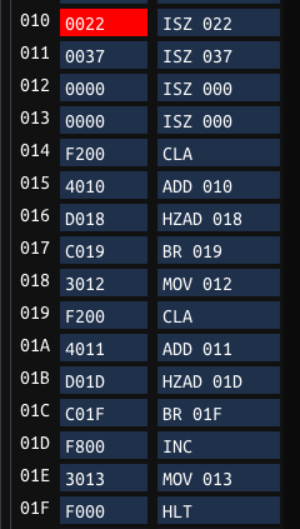 010 0022 ISZ 022
011 0037 ISZ 037
012 0000 ISZ 000
013 0000 ISZ 000
014 F200 CLA
015 4010 ADD 010
016 D018 HZAD 018
017 C019 BR 019
018 3012 MOV 012
019 F200 CLA
01A 4011 ADD 011
01B D01D HZAD 01D
01C C01F BR 01F
01D F800 INC
01E 3013 MOV 013
01F F000 HLT